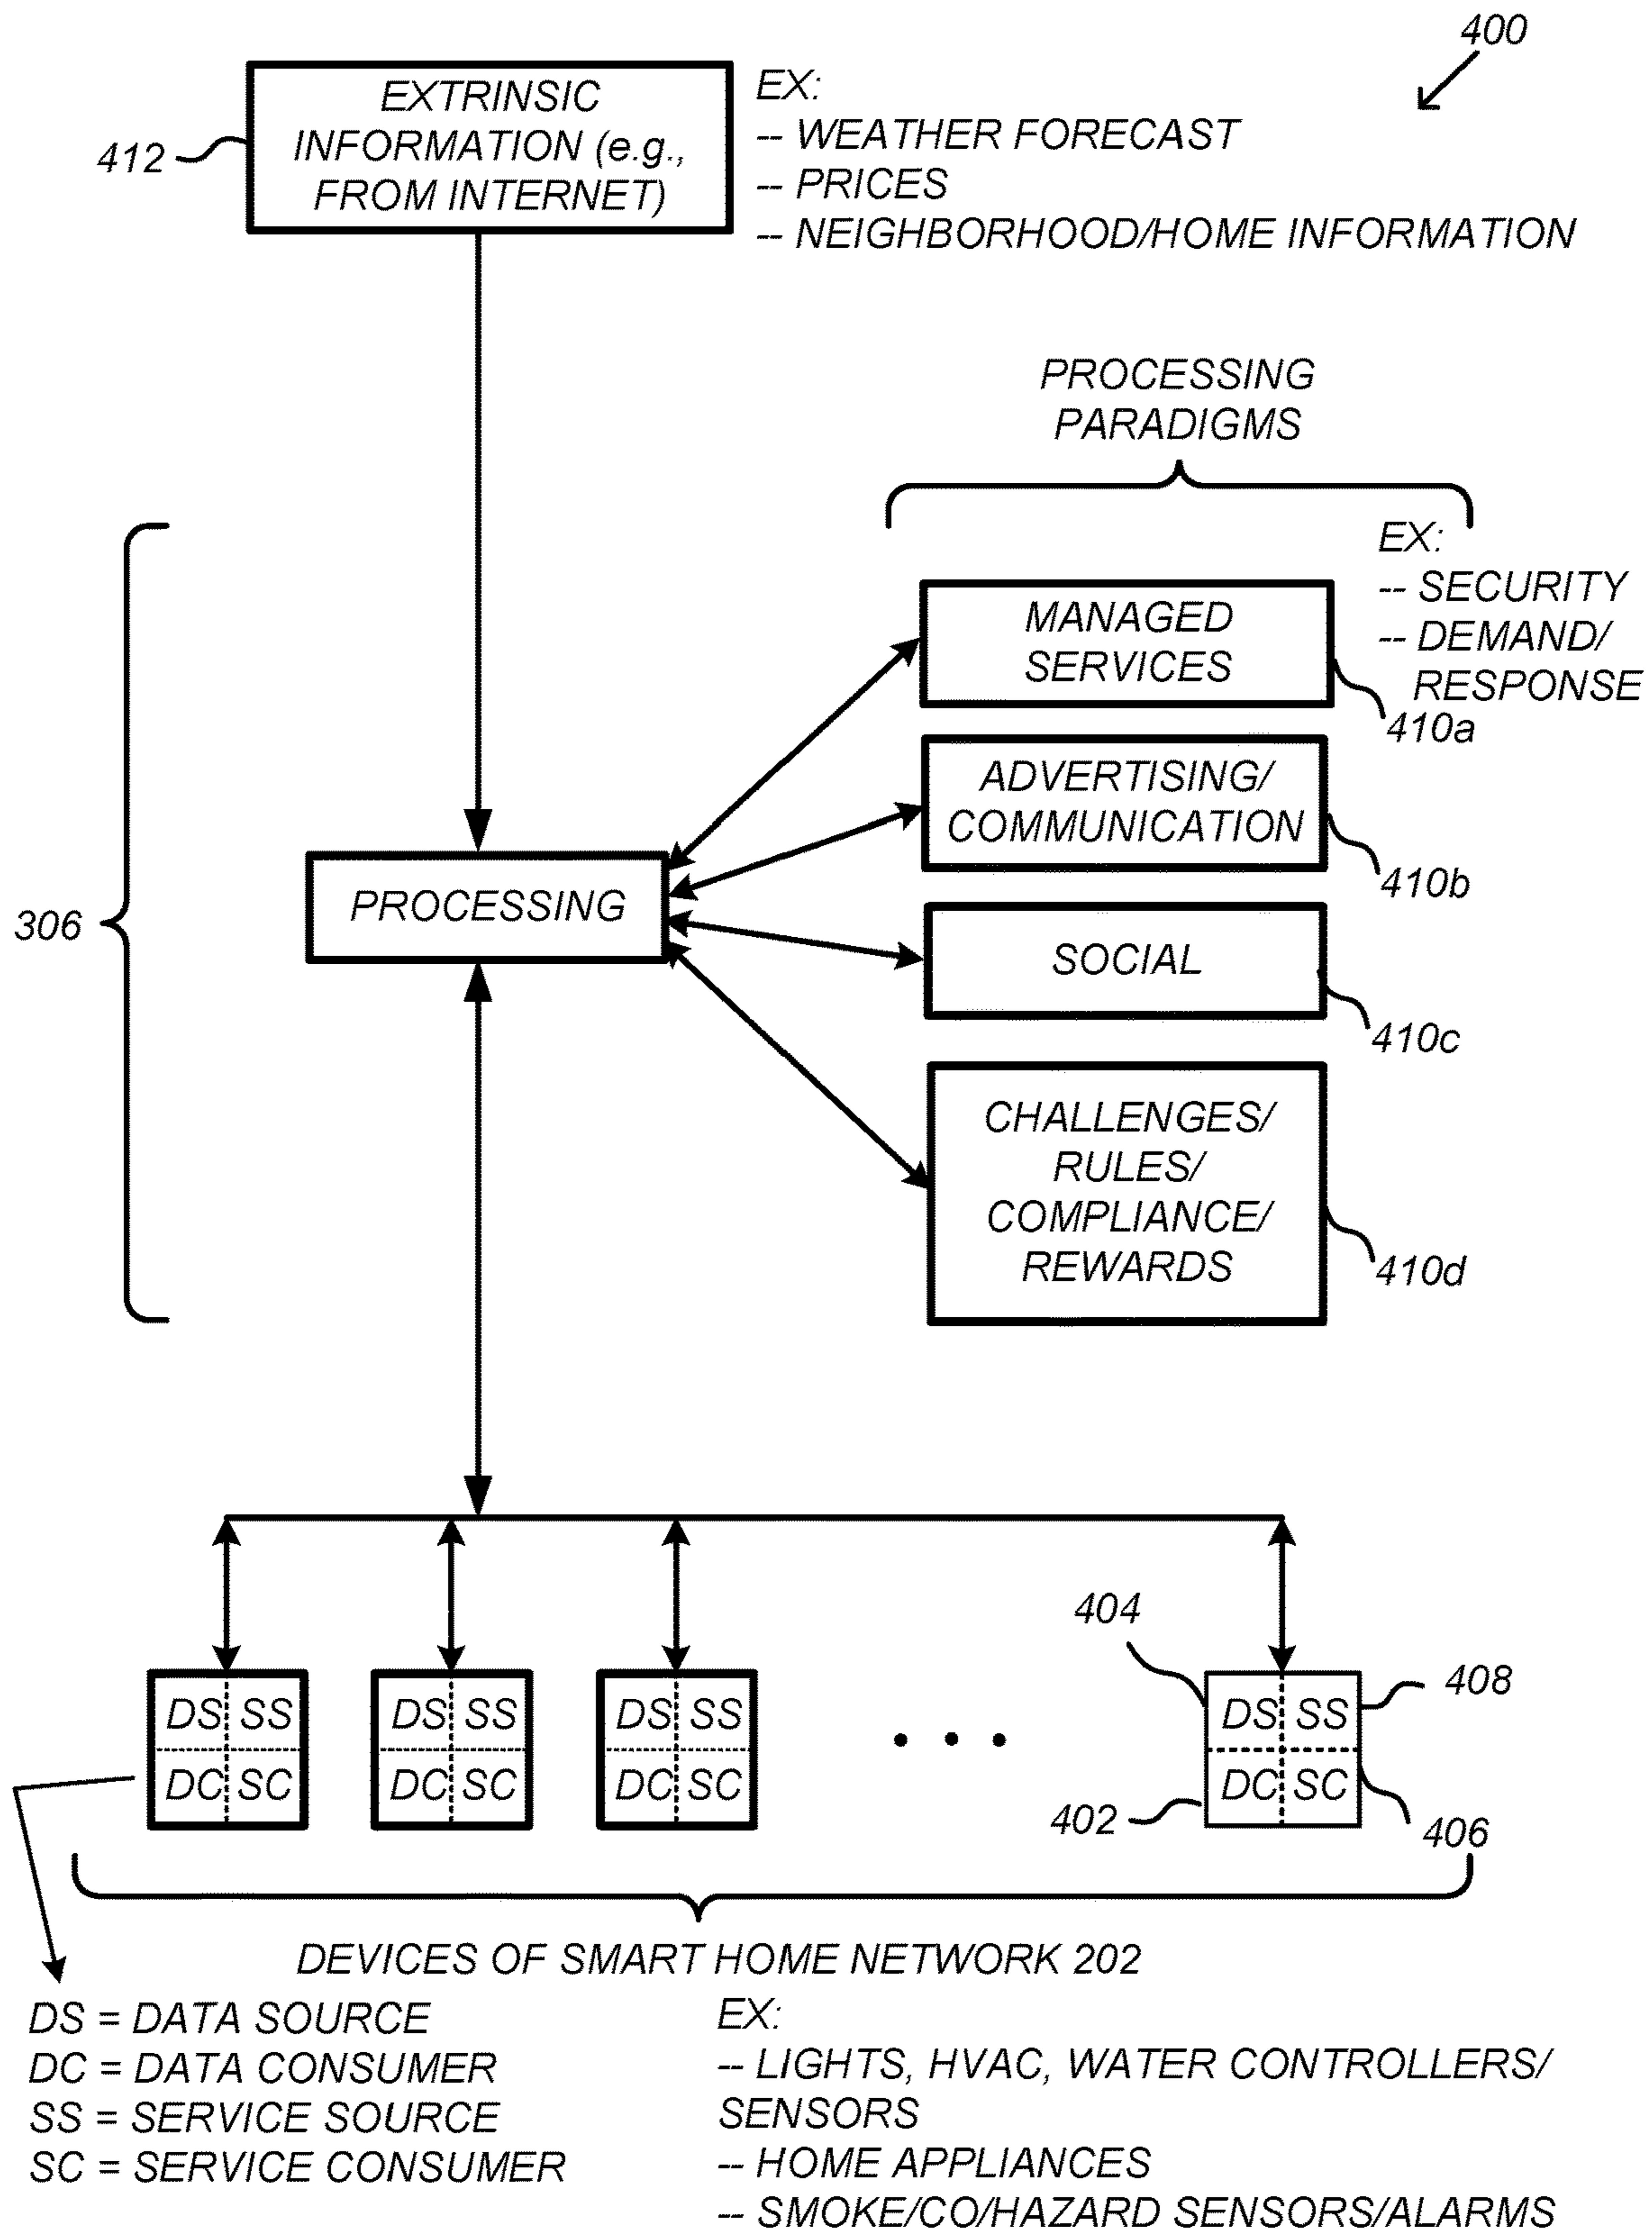 400
EXTRINSIC
INFORMATION (e.g.,
FROM INTERNET)
412
EX:
-- WEATHER FORECAST
-- PRICES
-- NEIGHBORHOOD/HOME INFORMATION
PROCESSING
PARADIGMS
EX:
-- SECURITY
-- DEMAND/
RESPONSE
MANAGED
SERVICES
410a
ADVERTISING/
COMMUNICATION
410b
306
PROCESSING
SOCIAL
410c
CHALLENGES/
RULES/
COMPLIANCE/
REWARDS
410d
404
408
DS SS
DC SC
DS SS
DC SC
DS SS
DC SC
. . .
DS SS
DC SC
402
406
DEVICES OF SMART HOME NETWORK 202
DS = DATA SOURCE
DC = DATA CONSUMER
SS = SERVICE SOURCE
SC = SERVICE CONSUMER
EX:
-- LIGHTS, HVAC, WATER CONTROLLERS/
SENSORS
-- HOME APPLIANCES
-- SMOKE/CO/HAZARD SENSORS/ALARMS